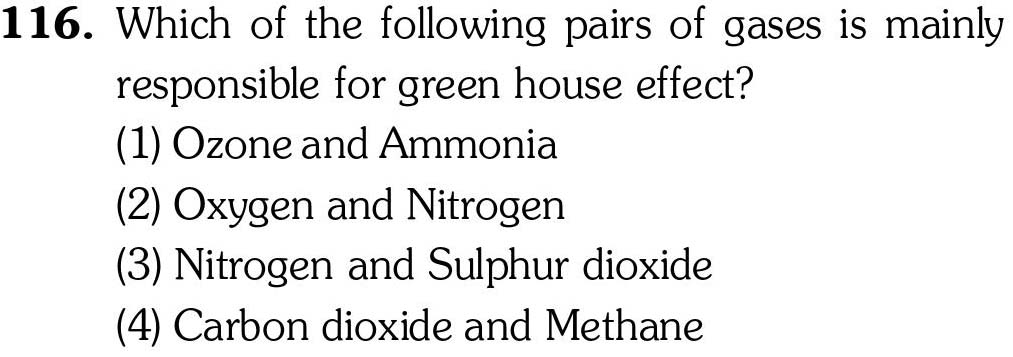 116. Which of the following pairs of gases is mainly
responsible for green house effect?
(1) Ozone and Ammonia
(2) Oxygen and Nitrogen
(3) Nitrogen and Sulphur dioxide
(4) Carbon dioxide and Methane